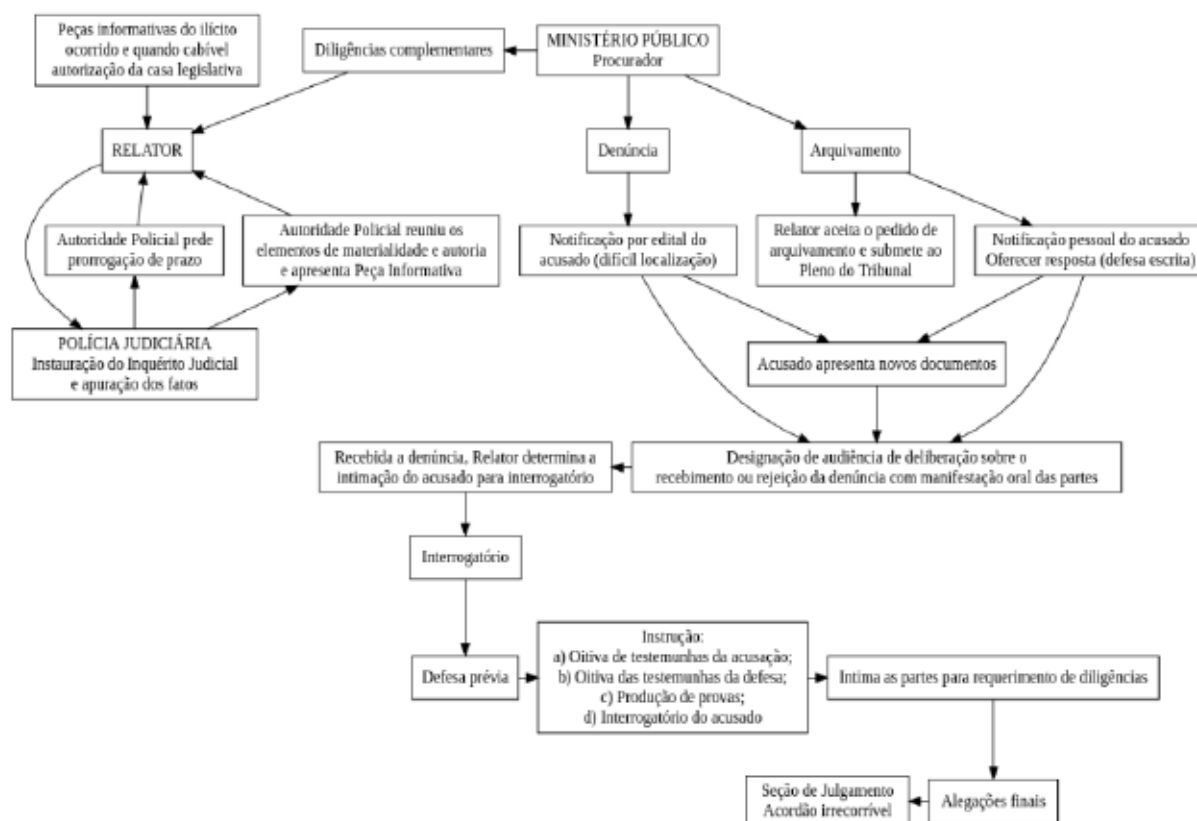 Peças informativas do ilícito
ocorrido e quando cabível
autorização da casa legislativa
Diligências complementares
MINISTÉRIO PÚBLICO
Procurador
RELATOR
Denúncia
Arquivamento
Autoridade Policial pede
prorrogação de prazo
Autoridade Policial reuniu os
elementos de materialidade e autoria
e apresenta Peça Informativa
Notificação por edital do
acusado (difícil localização)
Relator aceita o pedido de
arquivamento e submete ao
Pleno do Tribunal
Notificação pessoal do acusado
Oferecer resposta (defesa escrita)
POLÍCIA JUDICIÁRIA
Instauração do Inquérito Judicial
e apuração dos fatos
Acusado apresenta novos documentos
Recebida a denúncia, Relator determina a
intimação do acusado para interrogatório
Designação de audiência de deliberação sobre o
recebimento ou rejeição da denúncia com manifestação oral das partes
Interrogatório
Defesa prévia
Instrução:
a) Oitiva de testemunhas da acusação;
b) Oitiva das testemunhas da defesa;
c) Produção de provas;
d) Interrogatório do acusado
Intima as partes para requerimento de diligências
Seção de Julgamento
Acordão irrecorrível
Alegações finais